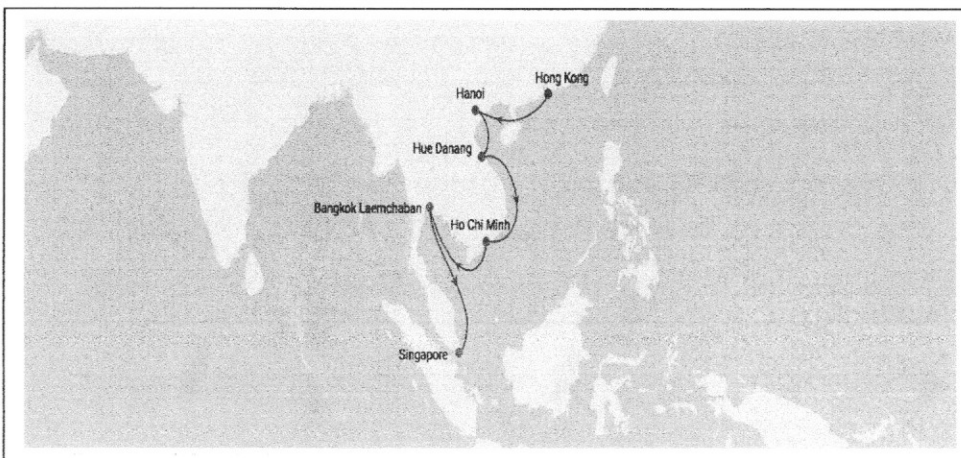 Hong Kong
Hanoi
Hue Danang
Bangkok Laemchaban
Ho Chi Minh
Singapore